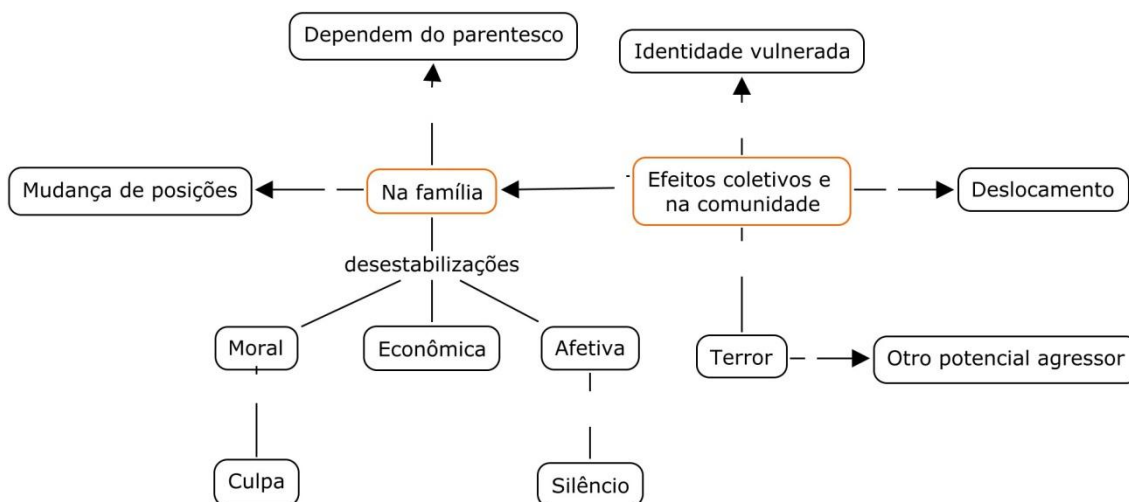 Dependem do parentesco
Identidade vulnerada
Mudança de posições
Na família
Efeitos coletivos e
na comunidade
Deslocamento
desestabilizações
Moral
Econômica
Afetiva
Terror
Otro potencial agressor
Culpa
Silêncio